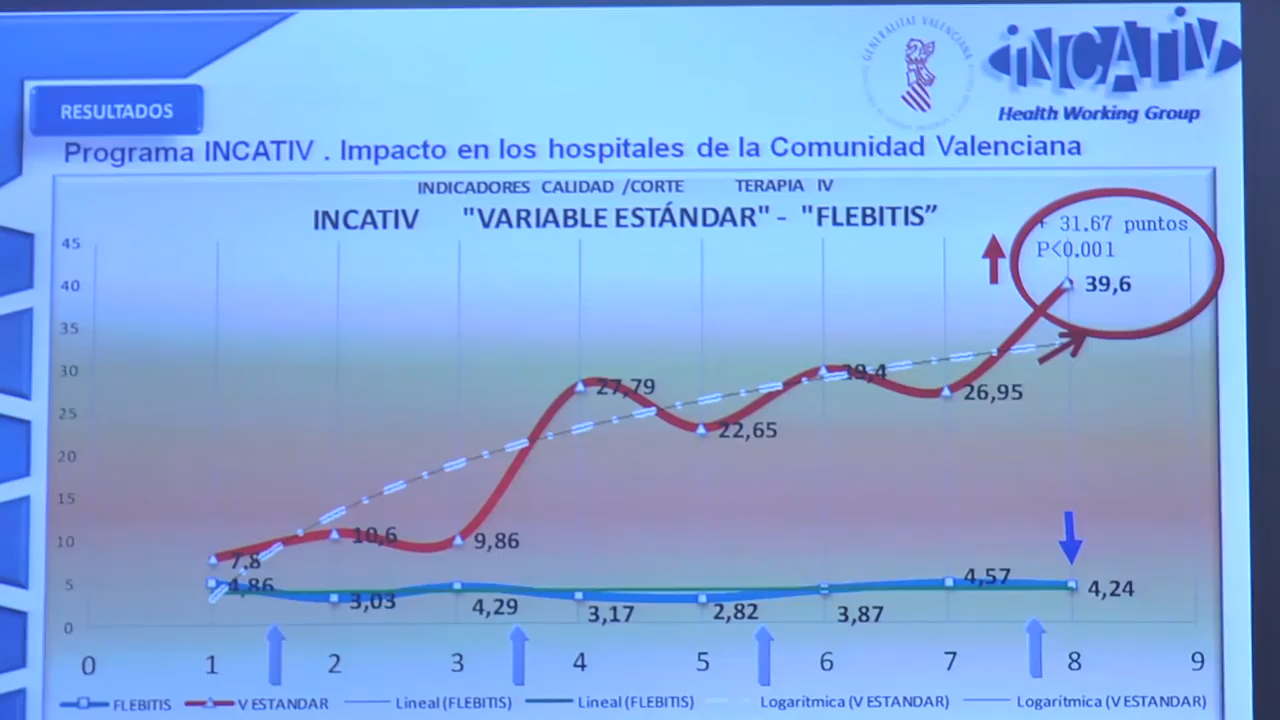 GENERALITAT VALENCIANA
INCATIV
Health Working Group
RESULTADOS
Programa INCATIV . Impacto en los hospitales de la Comunidad Valenciana
INDICADORES CALIDAD /CORTE TERAPIA IV
INCATIV "VARIABLE ESTÁNDAR" - "FLEBITIS”
+ 31.67 puntos
P<0.001
39,6
45
40
35
30
25
20
15
10
5
0
7,8
10,6
9,86
27,79
22,65
26,95
4,86
3,03
4,29
3,17
2,82
3,87
4,57
4,24
0 1 2 3 4 5 6 7 8 9
FLEBITIS V ESTANDAR Lineal (FLEBITIS) Lineal (FLEBITIS) Logarítmica (V ESTANDAR) Logarítmica (V ESTANDAR)